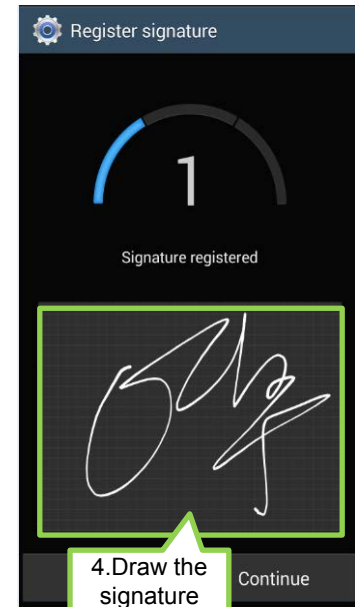 Register signature
1
Signature registered
4.Draw the
signature
Continue